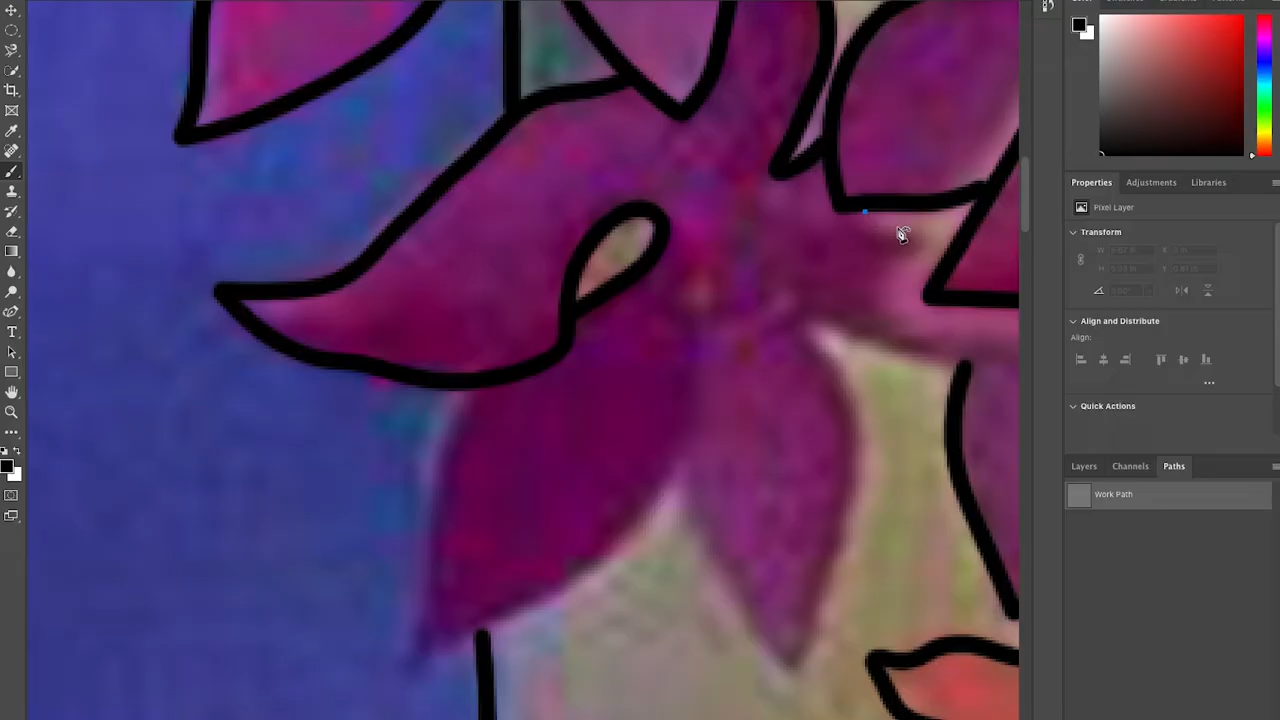 Properties Adjustments Libraries
Pixel Layer
Transform
Align and Distribute
Align:
Quick Actions
Layers Channels Paths
Work Path